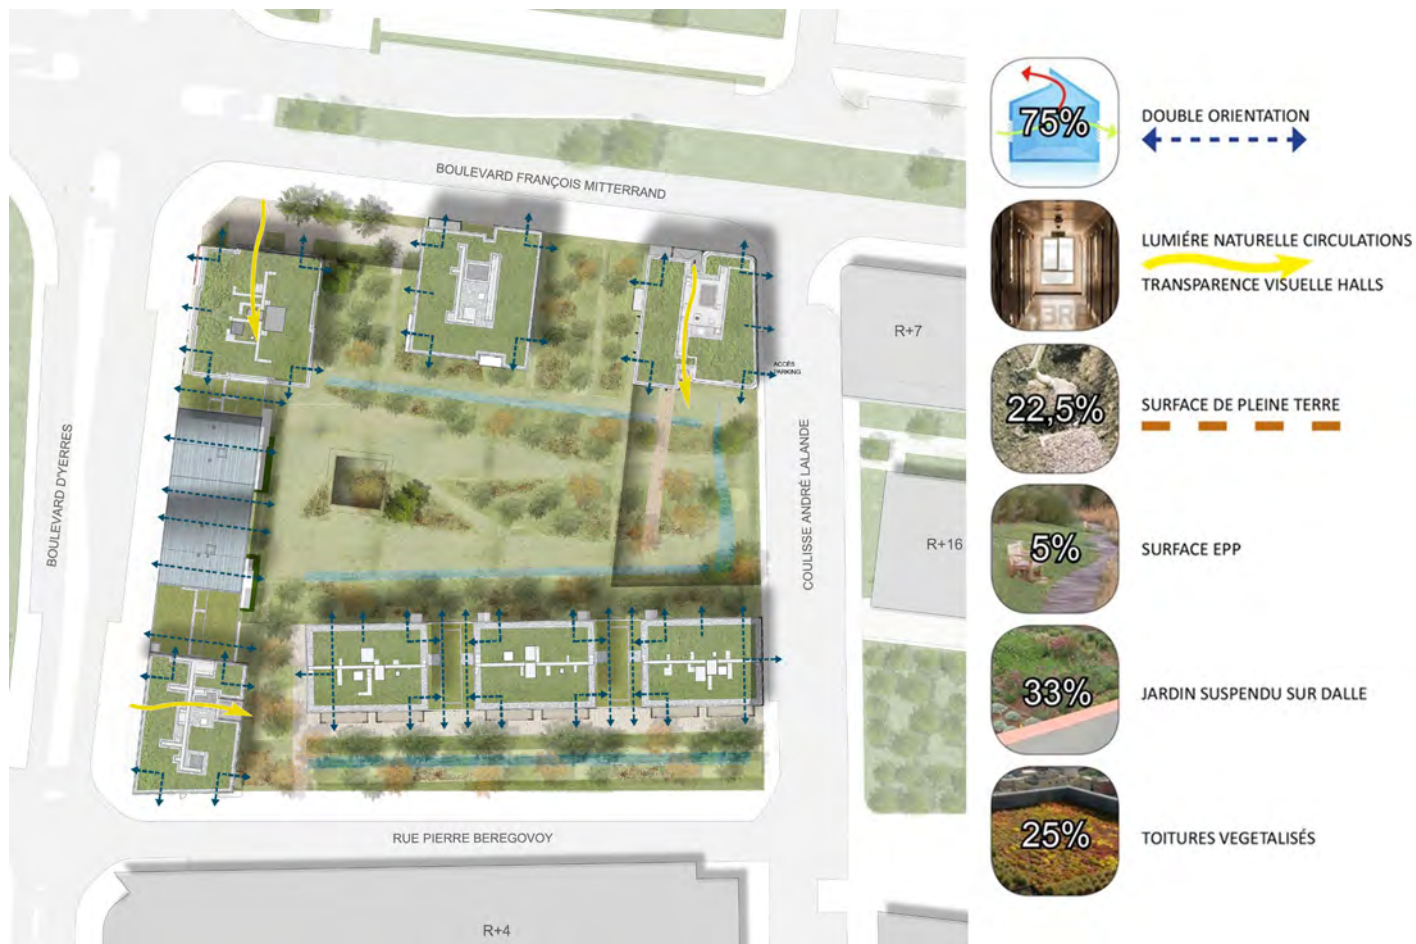 BOULEVARD FRANÇOIS MITTERRAND
R+7
ACCÈS
PARKING
BOULEVARD D'YERRES
COULISSE ANDRÉ LALANDE
R+16
RUE PIERRE BEREGOVOY
R+4
75%
DOUBLE ORIENTATION
LUMIÉRE NATURELLE CIRCULATIONS
TRANSPARENCE VISUELLE HALLS
22,5%
SURFACE DE PLEINE TERRE
5%
SURFACE EPP
33%
JARDIN SUSPENDU SUR DALLE
25%
TOITURES VEGETALISÉS